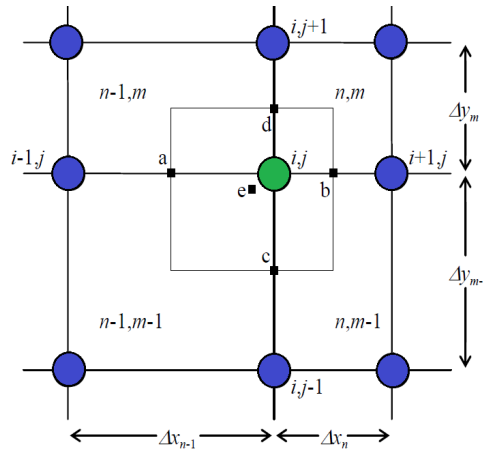 i,j+1
n-1,m
n,m
Δy_m
d
i-1,j
a
i,j
i+1,j
e
b
c
Δy_m-
n-1,m-1
n,m-1
i,j-1
Δx_n-1
Δx_n